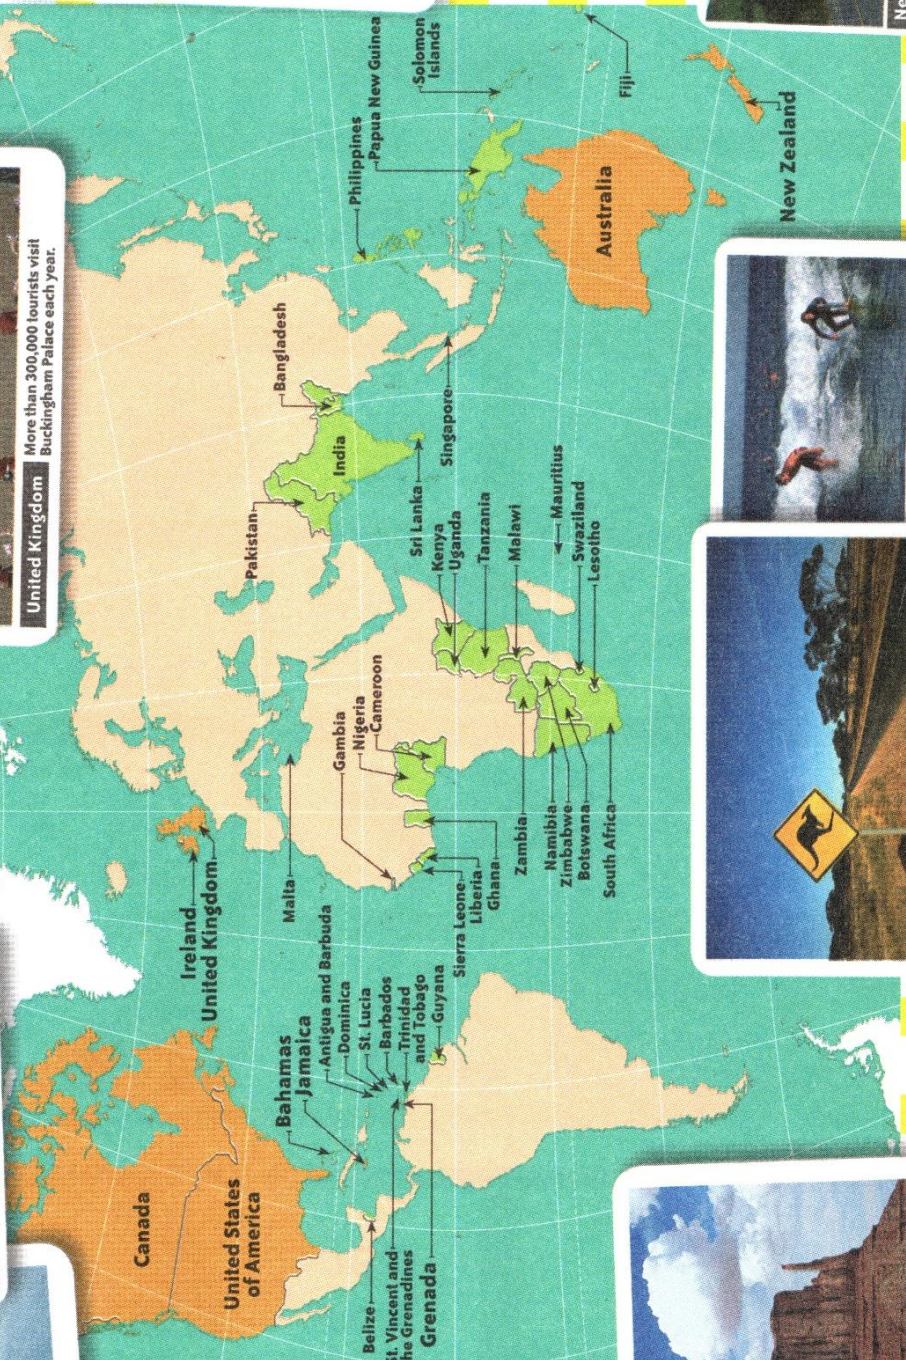 United Kingdom
More than 300,000 tourists visit
Buckingham Palace each year.
Canada
United States
of America
Ireland
United Kingdom
Bahamas
Jamaica
Antigua and Barbuda
Dominica
St. Lucia
Barbados
Trinidad
and Tobago
Guyana
Belize
St. Vincent and
the Grenadines
Grenada
Malta
Gambia
Nigeria
Cameroon
Sierra Leone
Liberia
Ghana
Zambia
Namibia
Zimbabwe
Botswana
South Africa
Pakistan
India
Bangladesh
Sri Lanka
Kenya
Uganda
Tanzania
Malawi
Mauritius
Swaziland
Lesotho
Singapore
Philippines
Papua New Guinea
Solomon
Islands
Fiji
Australia
New Zealand
Ne